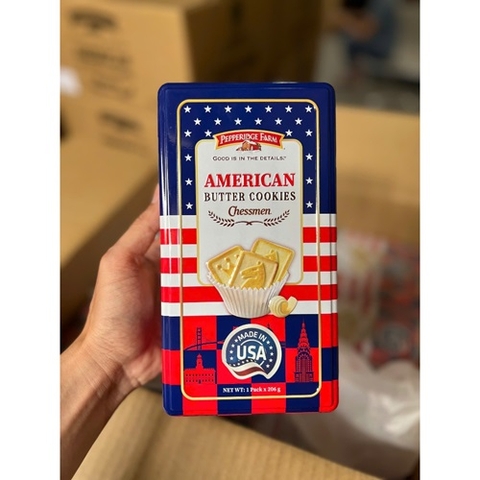 PEPPERIDGE FARM
GOOD IS IN THE DETAILS.
AMERICAN
BUTTER COOKIES
Chessmen
MADE IN
USA
NET WT: 1 Pack x 206 g